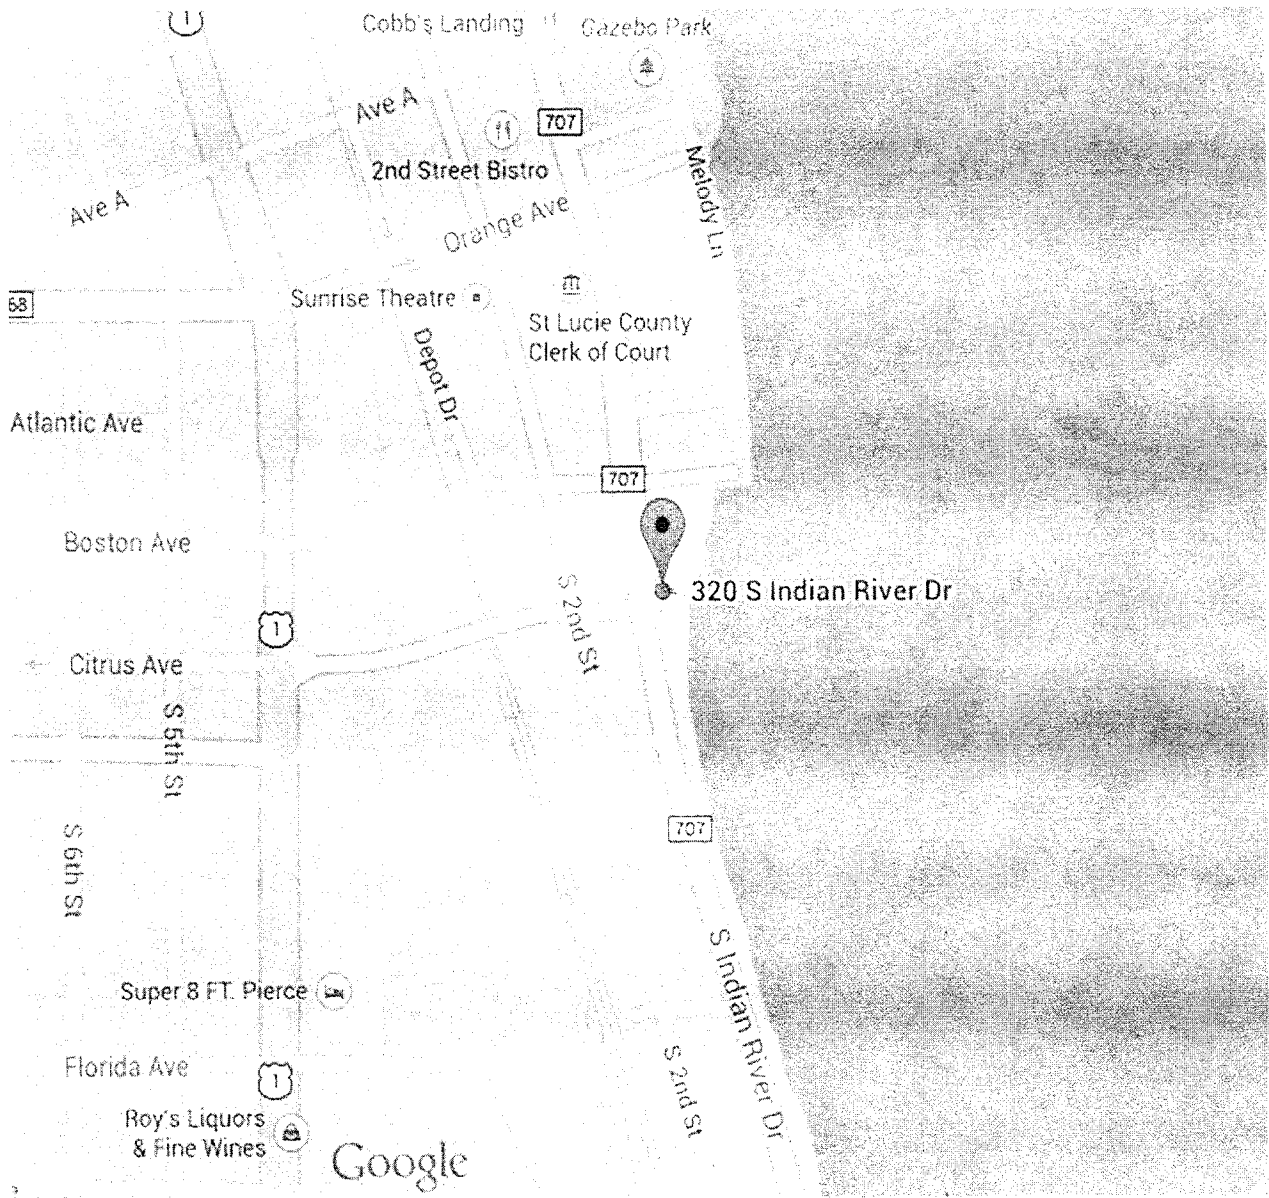 1
Cobb's Landing
Gazebo Park
Ave A
707
2nd Street Bistro
Melody Ln
Ave A
Orange Ave
68
Sunrise Theatre
St Lucie County
Clerk of Court
Depot Dr
Atlantic Ave
707
Boston Ave
320 S Indian River Dr
S 2nd St
1
Citrus Ave
S 5th St
707
S 6th St
S Indian River Dr
Super 8 FT. Pierce
Florida Ave
1
S 2nd St
Roy's Liquors
& Fine Wines
Google